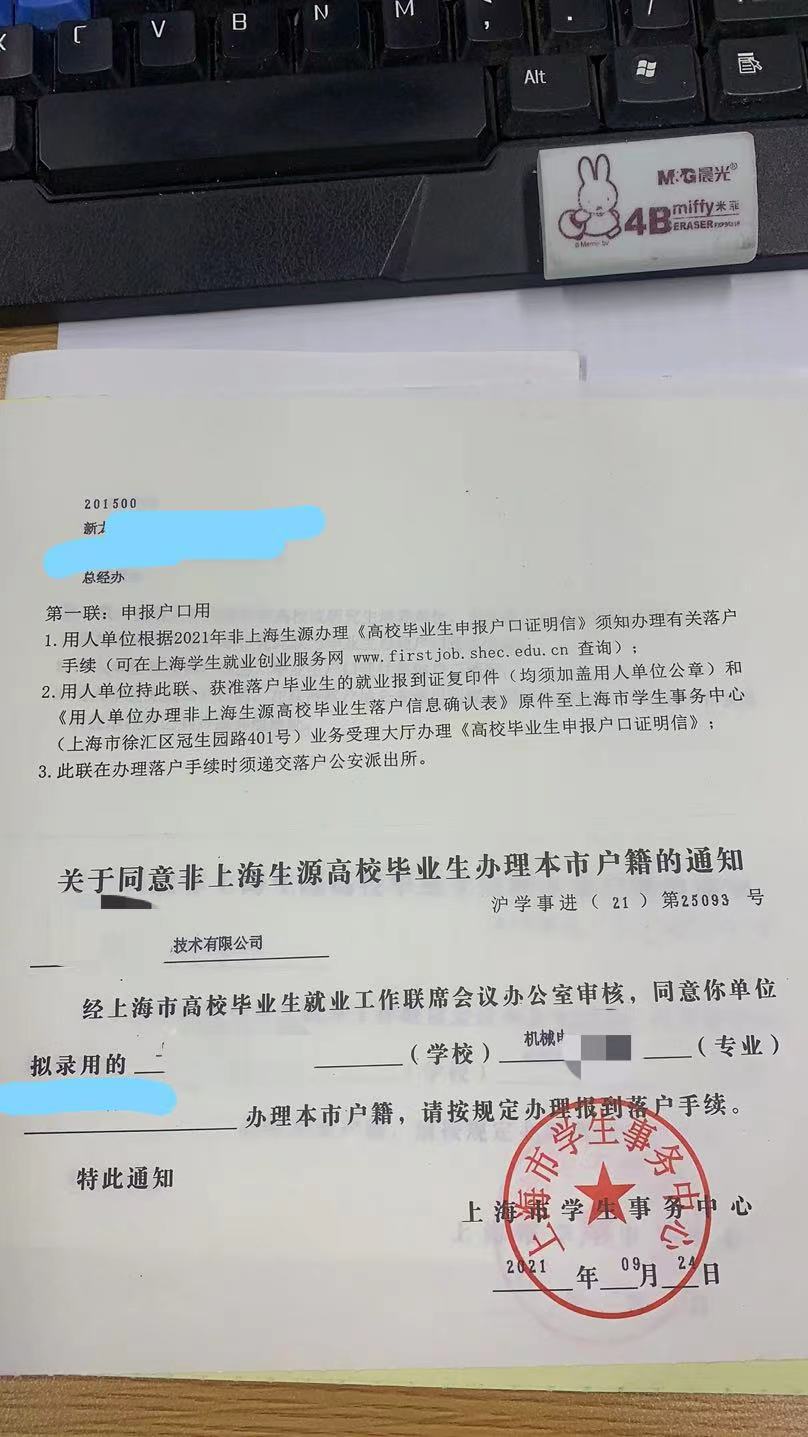 X C V B N M , . /
Alt
M&G晨光®
miffy米菲
4B
ERASER
201500
新
总经办
第一联：申报户口用
1.用人单位根据2021年非上海生源办理《高校毕业生申报户口证明信》须知办理有关落户
手续（可在上海学生就业创业服务网 www.firstjob.shec.edu.cn 查询）；
2.用人单位持此联、获准落户毕业生的就业报到证复印件（均须加盖用人单位公章）和
《用人单位办理非上海生源高校毕业生落户信息确认表》原件至上海市学生事务中心
（上海市徐汇区冠生园路401号）业务受理大厅办理《高校毕业生申报户口证明信》；
3.此联在办理落户手续时须递交落户公安派出所。
关于同意非上海生源高校毕业生办理本市户籍的通知
沪学事进（ 21 ）第25093 号
技术有限公司
经上海市高校毕业生就业工作联席会议办公室审核，同意你单位
拟录用的 （学校） 机械 （专业）
办理本市户籍，请按规定办理报到落户手续。
特此通知
上海市学生事务中心
上海市学生事务中心
2021 年 09 月 24 日